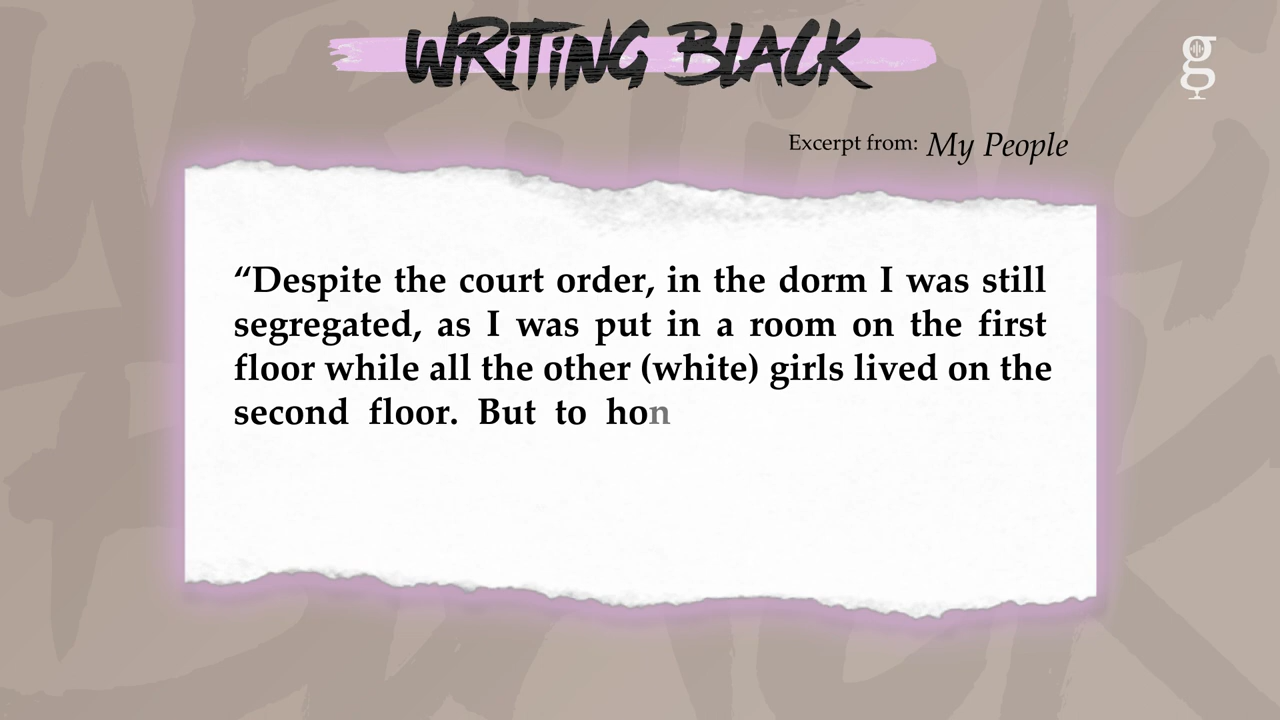 WRiTiNG BLACK
g
Excerpt from: My People
“Despite the court order, in the dorm I was still
segregated, as I was put in a room on the first
floor while all the other (white) girls lived on the
second floor. But to hon